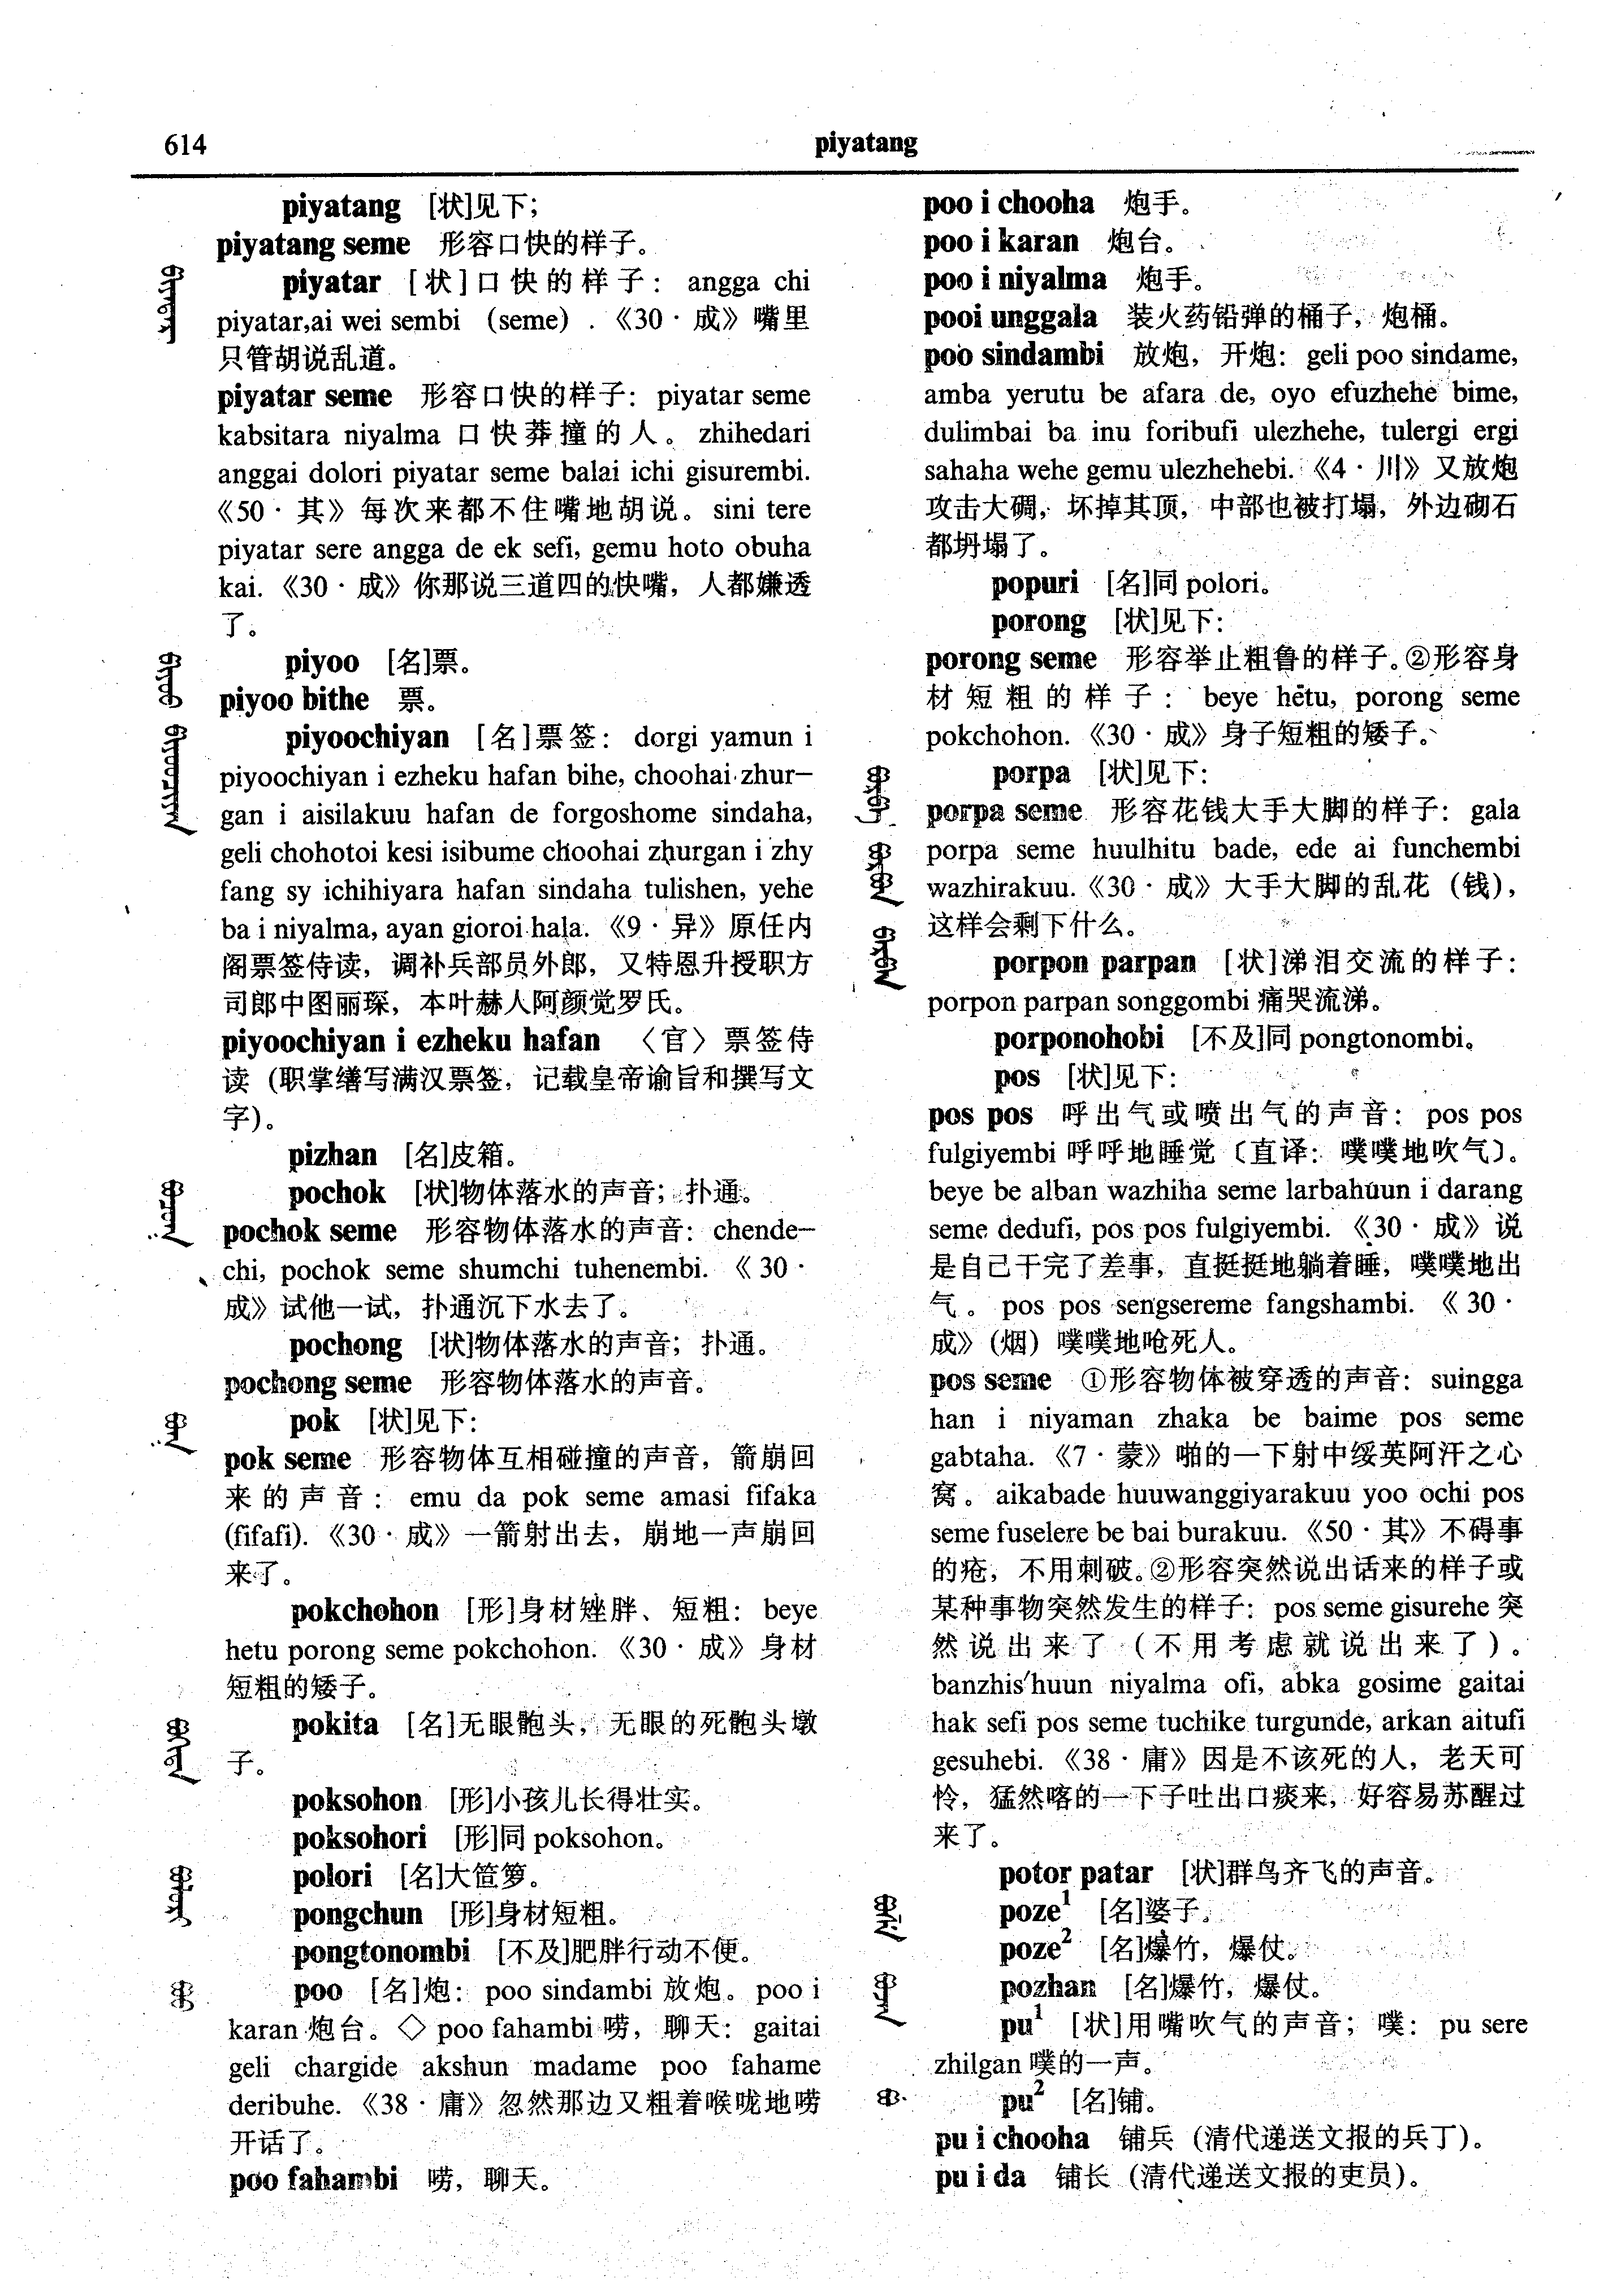 614
piyatang
piyatang [状]见下;
piyatang seme 形容口快的样子。
piyatar [状]口快的样子: angga chi
piyatar,ai wei sembi (seme) .《30·成》嘴里
只管胡说乱道。
piyatar seme 形容口快的样子: piyatar seme
kabsitara niyalma 口快莽撞的人。zhihedari
anggai dolori piyatar seme balai ichi gisurembi.
《50·其》每次来都不住嘴地胡说。sini tere
piyatar sere angga de ek sefi, gemu hoto obuha
kai.《30·成》你那说三道四的快嘴，人都嫌透
了。
piyoo [名]票。
piyoo bithe 票。
piyoochiyan [名]票签: dorgi yamun i
piyoochiyan i ezheku hafan bihe, choohai zhur-
gan i aisilakuu hafan de forgoshome sindaha,
geli chohotoi kesi isibume choohai zhurgan i zhy
fang sy ichihiyara hafan sindaha tulishen, yehe
ba i niyalma, ayan gioroi hala.《9·异》原任内
阁票签侍读，调补兵部员外郎，又特恩升授职方
司郎中图丽琛，本叶赫人阿颜觉罗氏。
piyoochiyan i ezheku hafan 〈官〉票签侍
读 (职掌缮写满汉票签，记载皇帝谕旨和撰写文
字)。
pizhan [名]皮箱。
pochok [状]物体落水的声音; 扑通。
pochok seme 形容物体落水的声音: chende-
chi, pochok seme shumchi tuhenembi.《30·
成》试他一试，扑通沉下水去了。
pochong [状]物体落水的声音; 扑通。
pochong seme 形容物体落水的声音。
pok [状]见下:
pok seme 形容物体互相碰撞的声音，箭崩回
来的声音: emu da pok seme amasi fifaka
(fifafi).《30·成》一箭射出去，崩地一声崩回
来了。
pokchohon [形]身材矬胖、短粗: beye
hetu porong seme pokchohon.《30·成》身材
短粗的矮子。
pokita [名]无眼骲头，无眼的死骲头墩
子。
poksohon [形]小孩儿长得壮实。
poksohori [形]同 poksohon。
polori [名]大笸箩。
pongchun [形]身材短粗。
pongtonombi [不及]肥胖行动不便。
poo [名]炮: poo sindambi 放炮。poo i
karan 炮台。◇ poo fahambi 唠，聊天: gaitai
geli chargide akshun madame poo fahame
deribuhe.《38·庸》忽然那边又粗着喉咙地唠
开话了。
poo fahambi 唠，聊天。
poo i chooha 炮手。
poo i karan 炮台。
poo i niyalma 炮手。
pooi unggala 装火药铅弹的桶子，炮桶。
poo sindambi 放炮，开炮: geli poo sindame,
amba yerutu be afara de, oyo efuzhehe bime,
dulimbai ba inu foribufi ulezhehe, tulergi ergi
sahaha wehe gemu ulezhehebi.《4·川》又放炮
攻击大碉，坏掉其顶，中部也被打塌，外边砌石
都坍塌了。
popuri [名]同 polori。
porong [状]见下:
porong seme 形容举止粗鲁的样子。②形容身
材短粗的样子: beye hetu, porong seme
pokchohon.《30·成》身子短粗的矮子。
porpa [状]见下:
porpa seme 形容花钱大手大脚的样子: gala
porpa seme huulhitu bade, ede ai funchembi
wazhirakuu.《30·成》大手大脚的乱花 (钱)，
这样会剩下什么。
porpon parpan [状]涕泪交流的样子:
porpon parpan songgombi 痛哭流涕。
porponohobi [不及]同 pongtonombi。
pos [状]见下:
pos pos 呼出气或喷出气的声音: pos pos
fulgiyembi 呼呼地睡觉〔直译: 噗噗地吹气〕。
beye be alban wazhiha seme larbahuun i darang
seme dedufi, pos pos fulgiyembi.《30·成》说
是自己干完了差事，直挺挺地躺着睡，噗噗地出
气。pos pos sengsereme fangshambi.《30·
成》(烟) 噗噗地呛死人。
pos seme ①形容物体被穿透的声音: suingga
han i niyaman zhaka be baime pos seme
gabtaha.《7·蒙》啪的一下射中绥英阿汗之心
窝。aikabade huuwanggiyarakuu yoo ochi pos
seme fuselere be bai burakuu.《50·其》不碍事
的疮，不用刺破。②形容突然说出话来的样子或
某种事物突然发生的样子: pos seme gisurehe 突
然说出来了 (不用考虑就说出来了)。
banzhis'huun niyalma ofi, abka gosime gaitai
hak sefi pos seme tuchike turgunde, arkan aitufi
gesuhebi.《38·庸》因是不该死的人，老天可
怜，猛然喀的一下子吐出口痰来，好容易苏醒过
来了。
potor patar [状]群鸟齐飞的声音。
poze¹ [名]婆子。
poze² [名]爆竹，爆仗。
pozhan [名]爆竹，爆仗。
pu¹ [状]用嘴吹气的声音; 噗: pu sere
zhilgan 噗的一声。
pu² [名]铺。
pu i chooha 铺兵 (清代递送文报的兵丁)。
pu i da 铺长 (清代递送文报的吏员)。